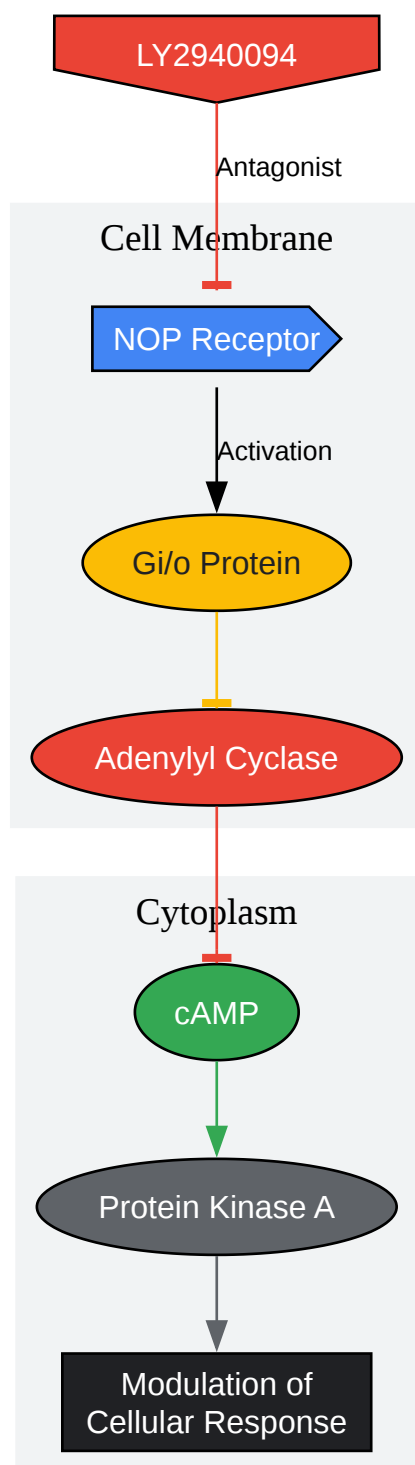 LY2940094
Antagonist
Cell Membrane
NOP Receptor
Activation
Gi/o Protein
Adenylyl Cyclase
Cytoplasm
cAMP
Protein Kinase A
Modulation of
Cellular Response